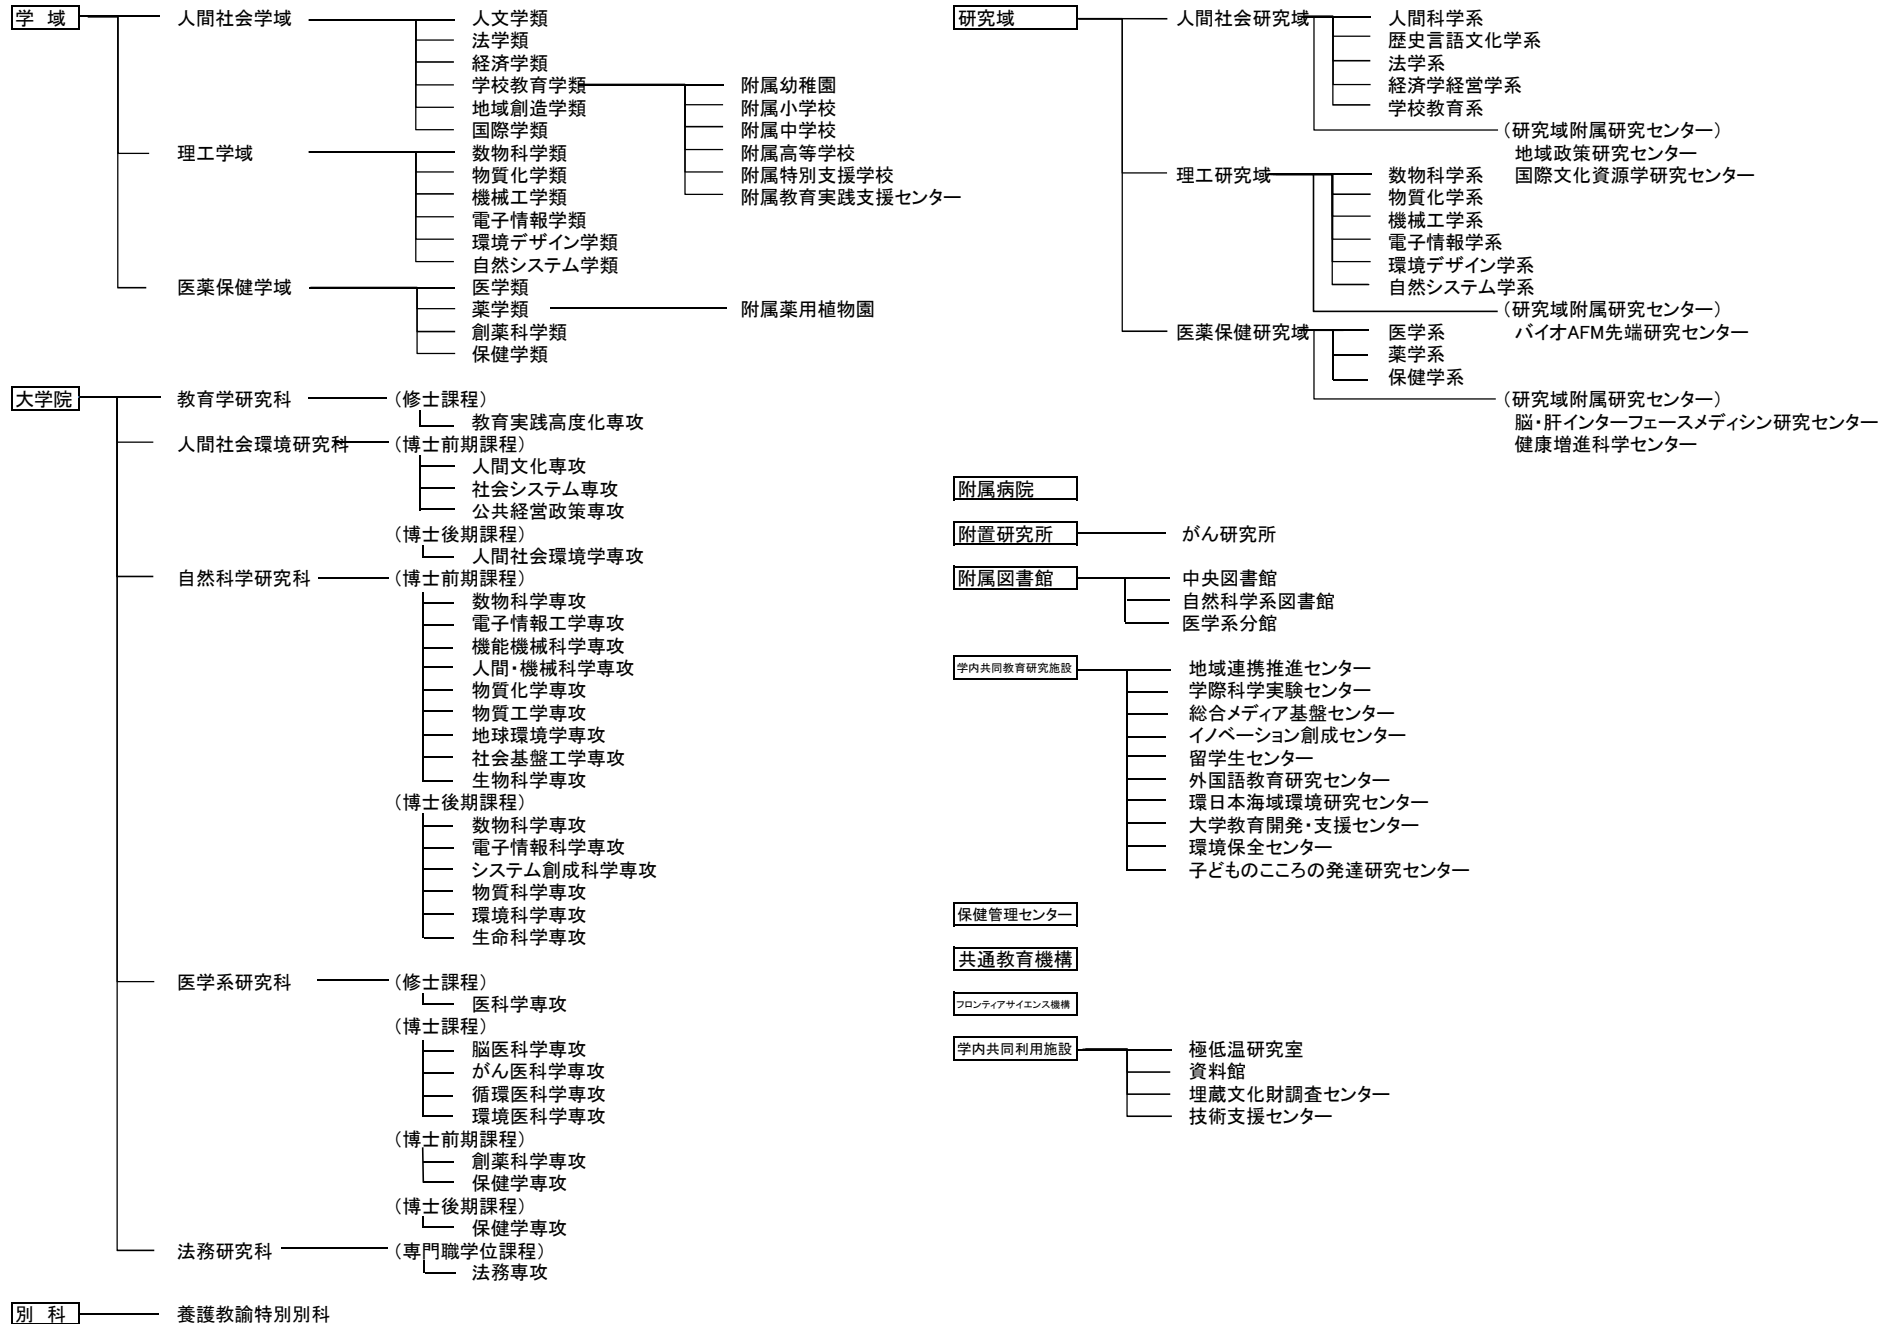 学 域
人間社会学域
人文学類
法学類
経済学類
学校教育学類
附属幼稚園
附属小学校
附属中学校
附属高等学校
附属特別支援学校
附属教育実践支援センター
地域創造学類
国際学類
理工学域
数物科学類
物質化学類
機械工学類
電子情報学類
環境デザイン学類
自然システム学類
医薬保健学域
医学類
薬学類
附属薬用植物園
創薬科学類
保健学類
大学院
教育学研究科
（修士課程）
教育実践高度化専攻
人間社会環境研究科
（博士前期課程）
人間文化専攻
社会システム専攻
公共経営政策専攻
（博士後期課程）
人間社会環境学専攻
自然科学研究科
（博士前期課程）
数物科学専攻
電子情報工学専攻
機能機械科学専攻
人間・機械科学専攻
物質化学専攻
物質工学専攻
地球環境学専攻
社会基盤工学専攻
生物科学専攻
（博士後期課程）
数物科学専攻
電子情報科学専攻
システム創成科学専攻
物質科学専攻
環境科学専攻
生命科学専攻
医学系研究科
（修士課程）
医科学専攻
（博士課程）
脳医科学専攻
がん医科学専攻
循環医科学専攻
環境医科学専攻
（博士前期課程）
創薬科学専攻
保健学専攻
（博士後期課程）
保健学専攻
法務研究科
（専門職学位課程）
法務専攻
別 科
養護教諭特別別科
研究域
人間社会研究域
人間科学系
歴史言語文化学系
法学系
経済学経営学系
学校教育系
（研究域附属研究センター）
地域政策研究センター
国際文化資源学研究センター
理工研究域
数物科学系
物質化学系
機械工学系
電子情報学系
環境デザイン学系
自然システム学系
（研究域附属研究センター）
バイオAFM先端研究センター
医薬保健研究域
医学系
薬学系
保健学系
（研究域附属研究センター）
脳・肝インターフェースメディシン研究センター
健康増進科学センター
附属病院
附置研究所
がん研究所
附属図書館
中央図書館
自然科学系図書館
医学系分館
学内共同教育研究施設
地域連携推進センター
学際科学実験センター
総合メディア基盤センター
イノベーション創成センター
留学生センター
外国語教育研究センター
環日本海域環境研究センター
大学教育開発・支援センター
環境保全センター
子どものこころの発達研究センター
保健管理センター
共通教育機構
フロンティアサイエンス機構
学内共同利用施設
極低温研究室
資料館
埋蔵文化財調査センター
技術支援センター